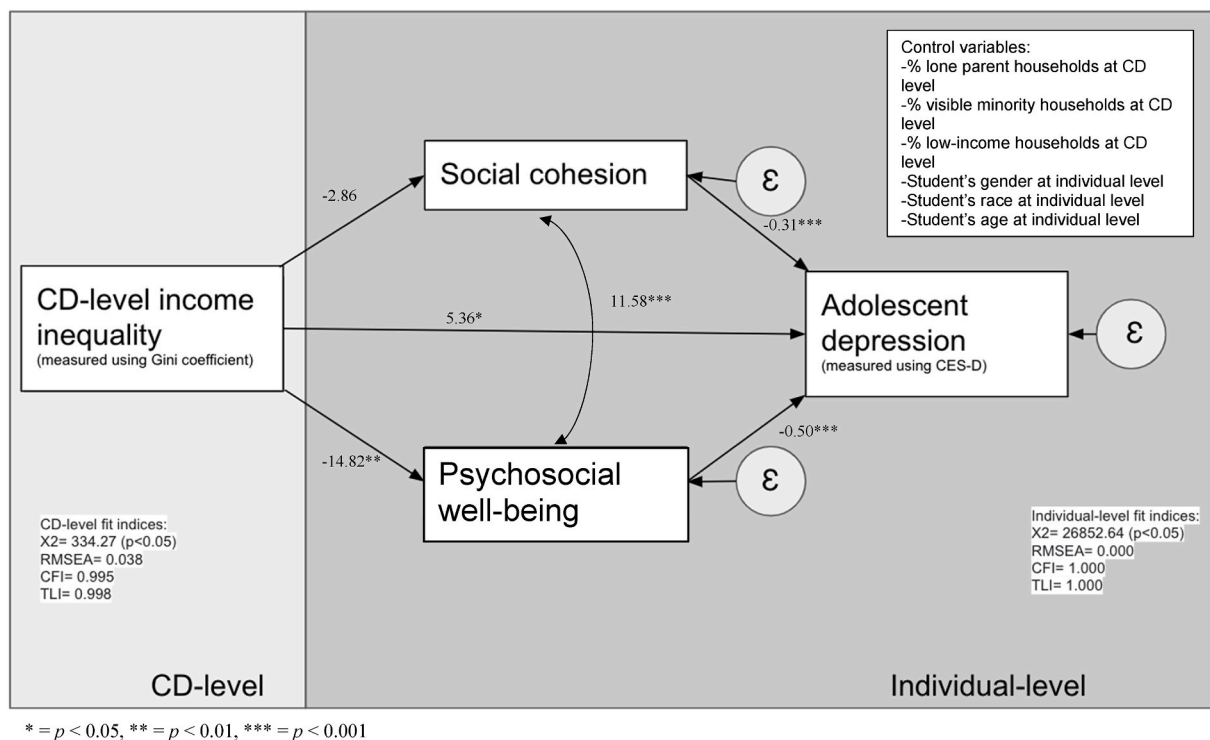 Control variables:
-% lone parent households at CD
level
-% visible minority households at CD
level
-% low-income households at CD
level
-Student's gender at individual level
-Student's race at individual level
-Student's age at individual level
Social cohesion
ε
-2.86
-0.31***
CD-level income
inequality
(measured using Gini coefficient)
5.36*
11.58***
Adolescent
depression
(measured using CES-D)
ε
-14.82**
-0.50***
Psychosocial
well-being
ε
CD-level fit indices:
X2= 334.27 (p<0.05)
RMSEA= 0.038
CFI= 0.995
TLI= 0.998
Individual-level fit indices:
X2= 26852.64 (p<0.05)
RMSEA= 0.000
CFI= 1.000
TLI= 1.000
CD-level
Individual-level
* = p < 0.05, ** = p < 0.01, *** = p < 0.001